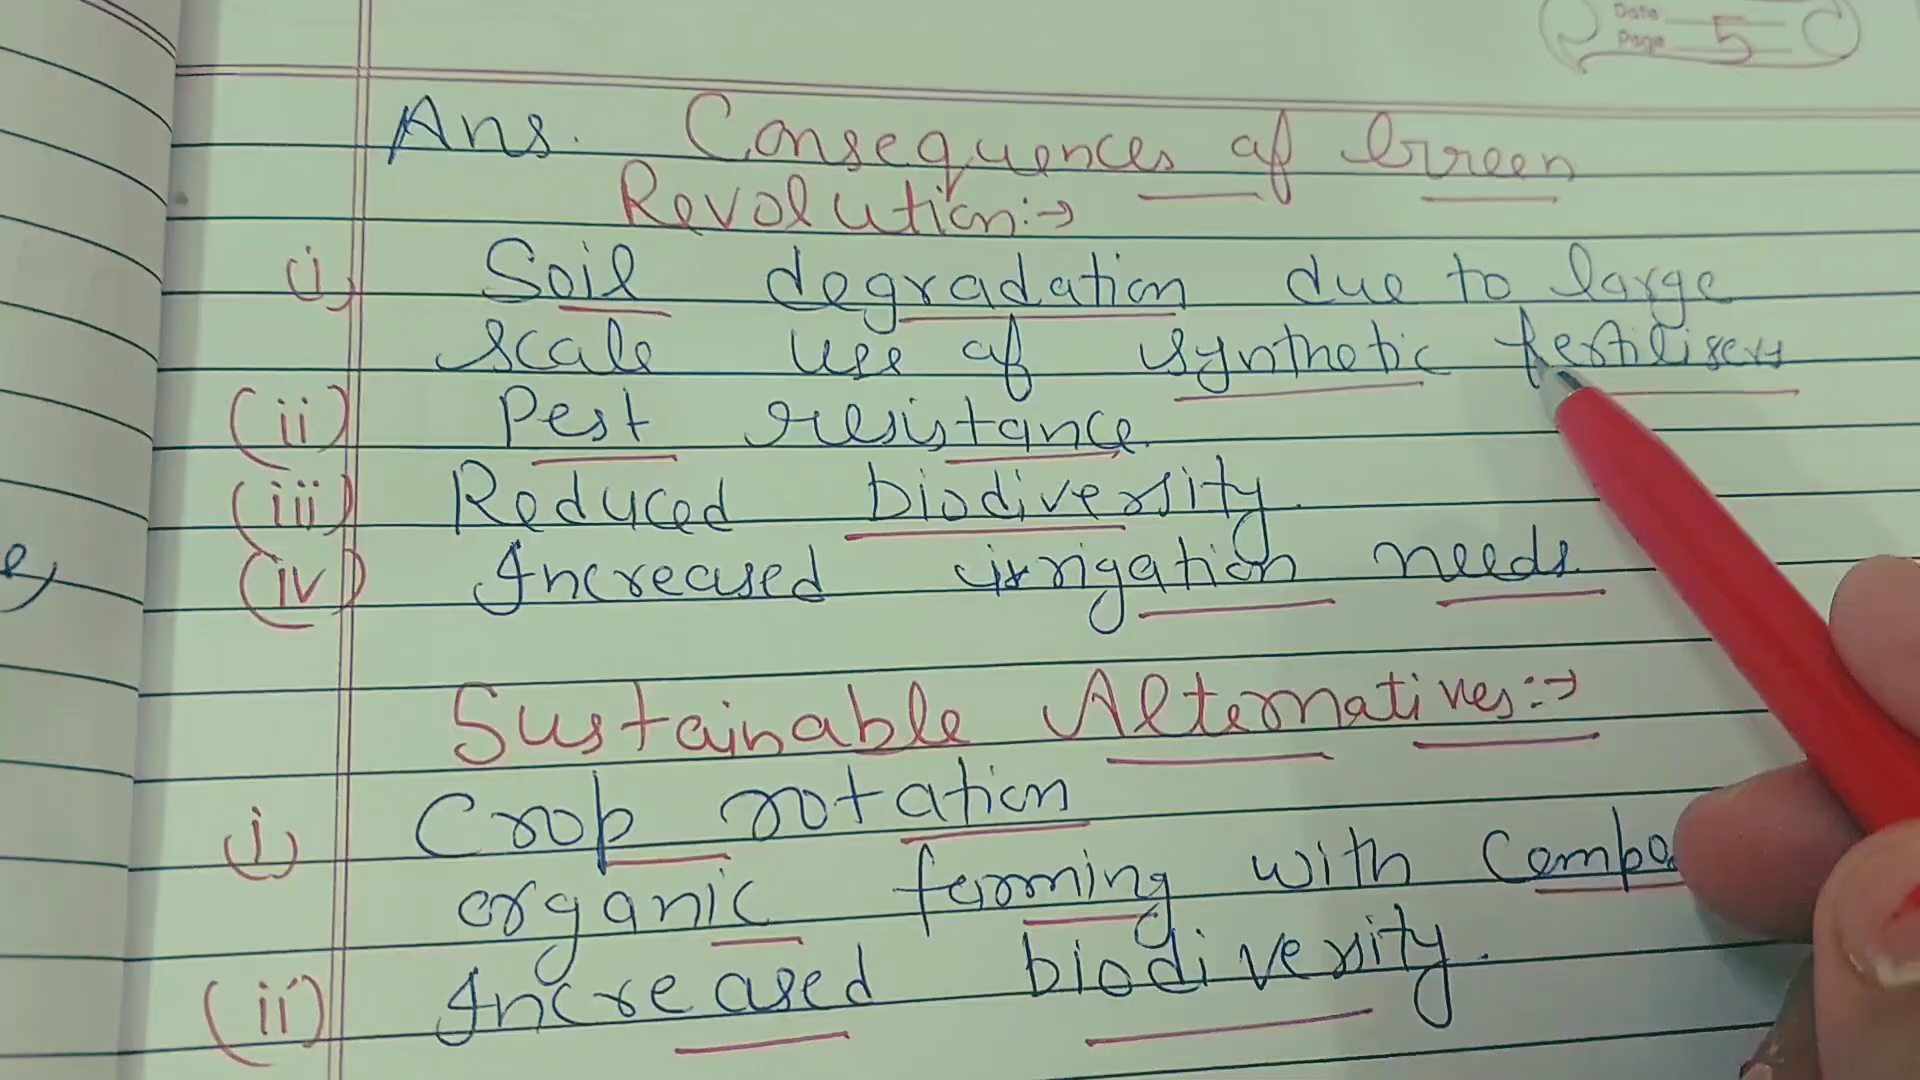 Date
Page 5
Ans. Consequences of Green
Revolution:→
i) Soil degradation due to large
scale use of synthetic fertilisers
(ii) Pest resistance.
(iii) Reduced biodiversity.
(iv) Increased irrigation needs.
Sustainable Alternatives:→
i) Crop rotation
organic farming with
(ii) Increased biodiversity.